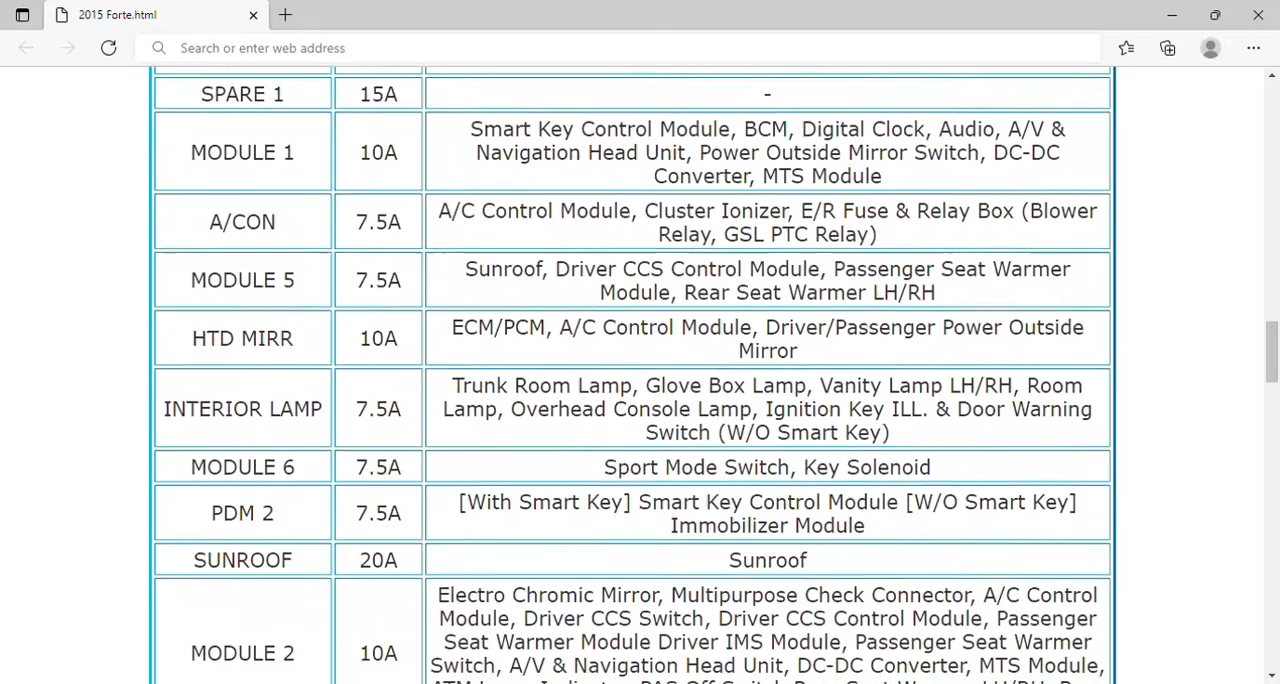 2015 Forte.html
Search or enter web address
SPARE 1 15A -
MODULE 1 10A Smart Key Control Module, BCM, Digital Clock, Audio, A/V &
Navigation Head Unit, Power Outside Mirror Switch, DC-DC
Converter, MTS Module
A/CON 7.5A A/C Control Module, Cluster Ionizer, E/R Fuse & Relay Box (Blower
Relay, GSL PTC Relay)
MODULE 5 7.5A Sunroof, Driver CCS Control Module, Passenger Seat Warmer
Module, Rear Seat Warmer LH/RH
HTD MIRR 10A ECM/PCM, A/C Control Module, Driver/Passenger Power Outside
Mirror
INTERIOR LAMP 7.5A Trunk Room Lamp, Glove Box Lamp, Vanity Lamp LH/RH, Room
Lamp, Overhead Console Lamp, Ignition Key ILL. & Door Warning
Switch (W/O Smart Key)
MODULE 6 7.5A Sport Mode Switch, Key Solenoid
PDM 2 7.5A [With Smart Key] Smart Key Control Module [W/O Smart Key]
Immobilizer Module
SUNROOF 20A Sunroof
MODULE 2 10A Electro Chromic Mirror, Multipurpose Check Connector, A/C Control
Module, Driver CCS Switch, Driver CCS Control Module, Passenger
Seat Warmer Module Driver IMS Module, Passenger Seat Warmer
Switch, A/V & Navigation Head Unit, DC-DC Converter, MTS Module,